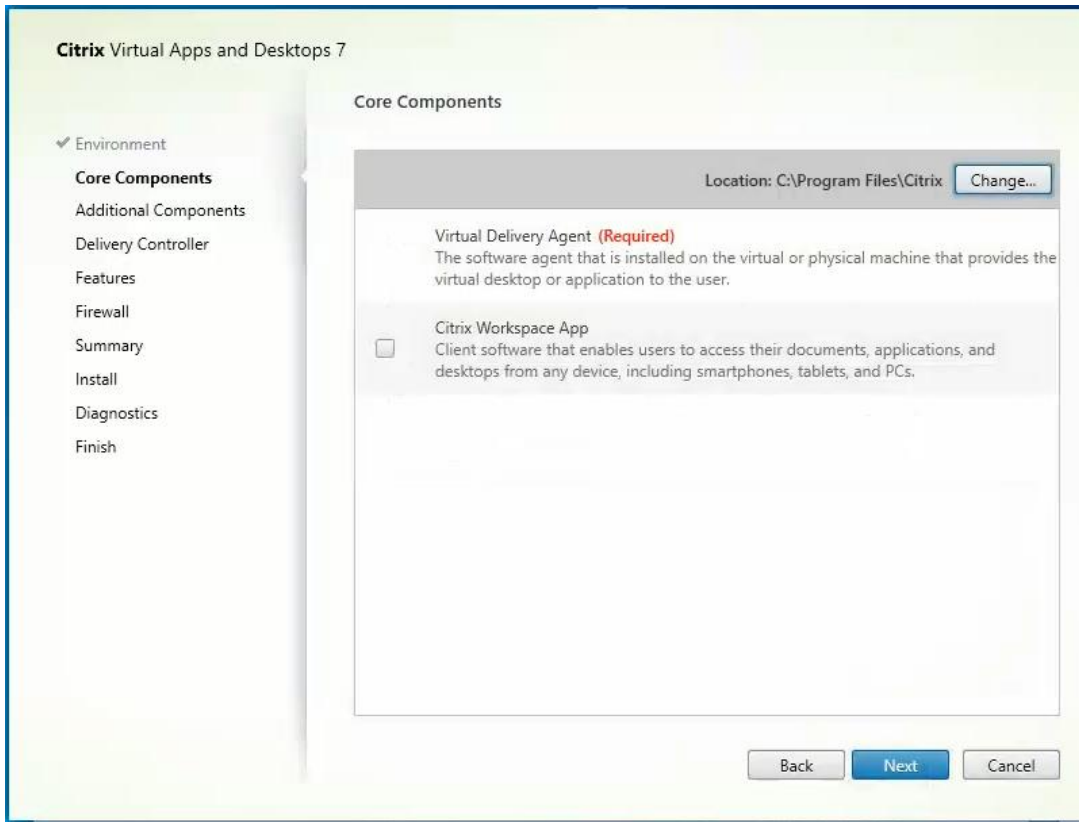 Citrix Virtual Apps and Desktops 7
Core Components
Environment
Core Components
Additional Components
Delivery Controller
Features
Firewall
Summary
Install
Diagnostics
Finish
Location: C:\Program Files\Citrix Change...
Virtual Delivery Agent (Required)
The software agent that is installed on the virtual or physical machine that provides the
virtual desktop or application to the user.
Citrix Workspace App
Client software that enables users to access their documents, applications, and
desktops from any device, including smartphones, tablets, and PCs.
Back Next Cancel